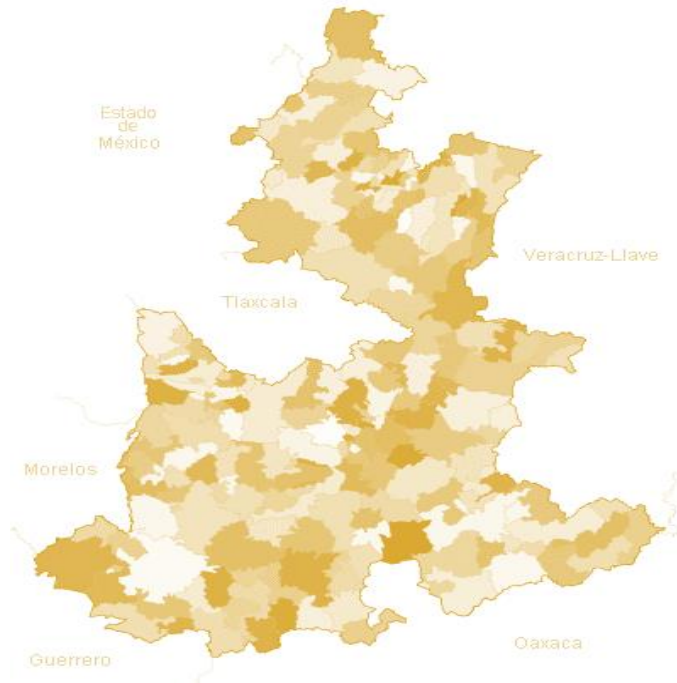 Estado
de
México
Veracruz-Llave
Tlaxcala
Morelos
Oaxaca
Guerrero